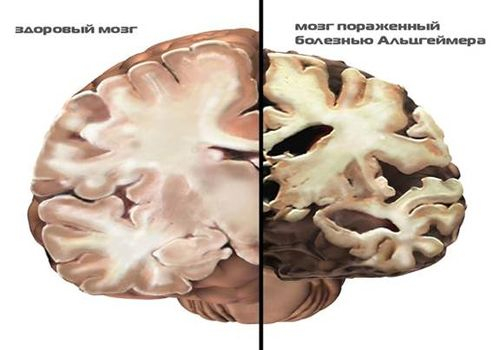 здоровый мозг
мозг пораженный
болезнью Альцгеймера